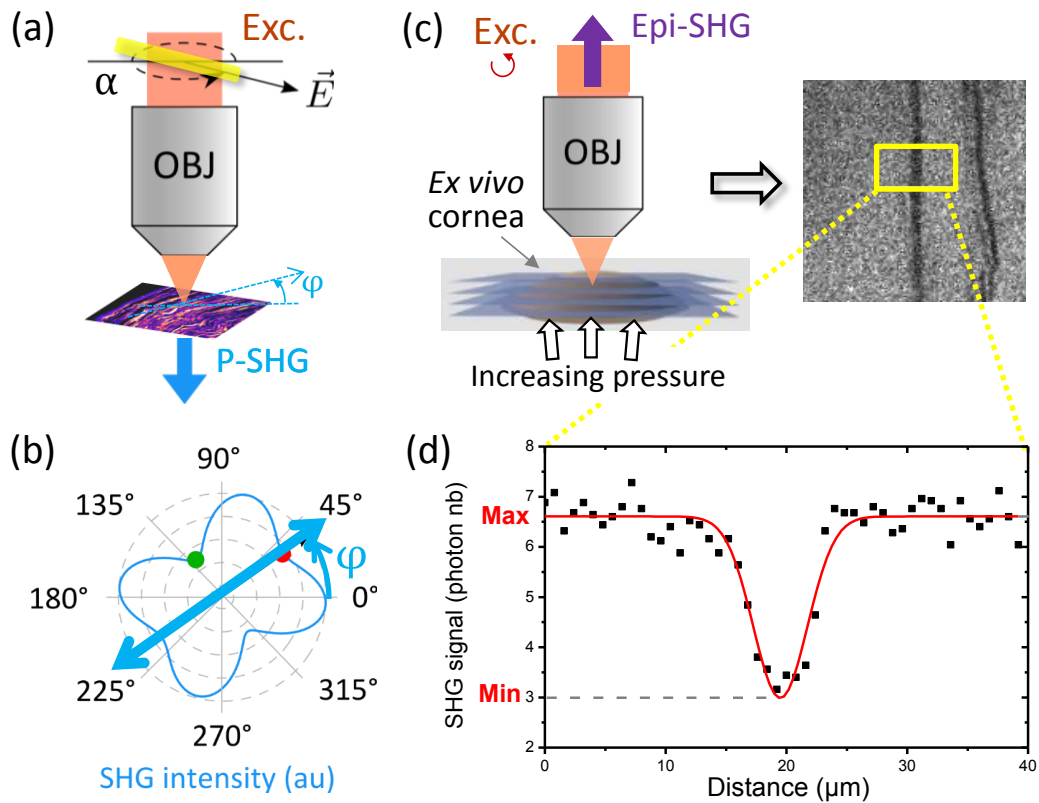 (a)
Exc.
α
E
OBJ
φ
P-SHG
(b)
90°
135°
45°
φ
180°
0°
225°
315°
270°
SHG intensity (au)
(c)
Exc.
Epi-SHG
OBJ
Ex vivo
cornea
Increasing pressure
(d)
SHG signal (photon nb)
8
7
Max
6
5
4
Min
3
2
0
10
20
30
40
Distance (µm)